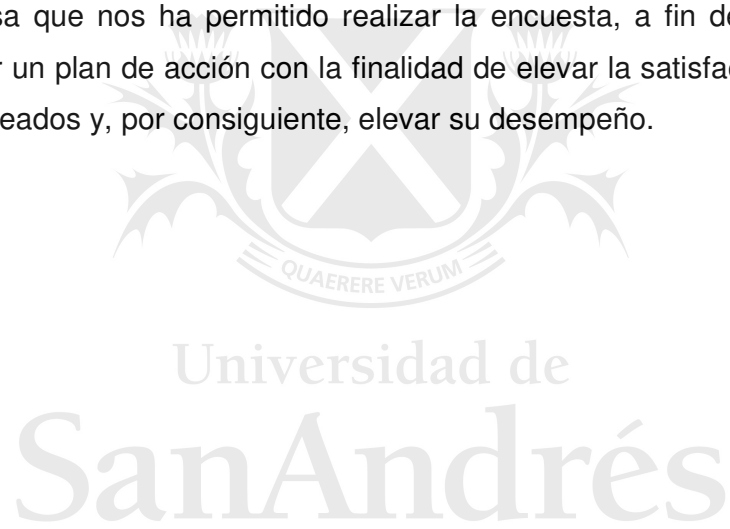 sa que nos ha permitido realizar la encuesta, a fin de
r un plan de acción con la finalidad de elevar la satisfac
eados y, por consiguiente, elevar su desempeño.
QUAERERE VERUM
Universidad de
SanAndrés